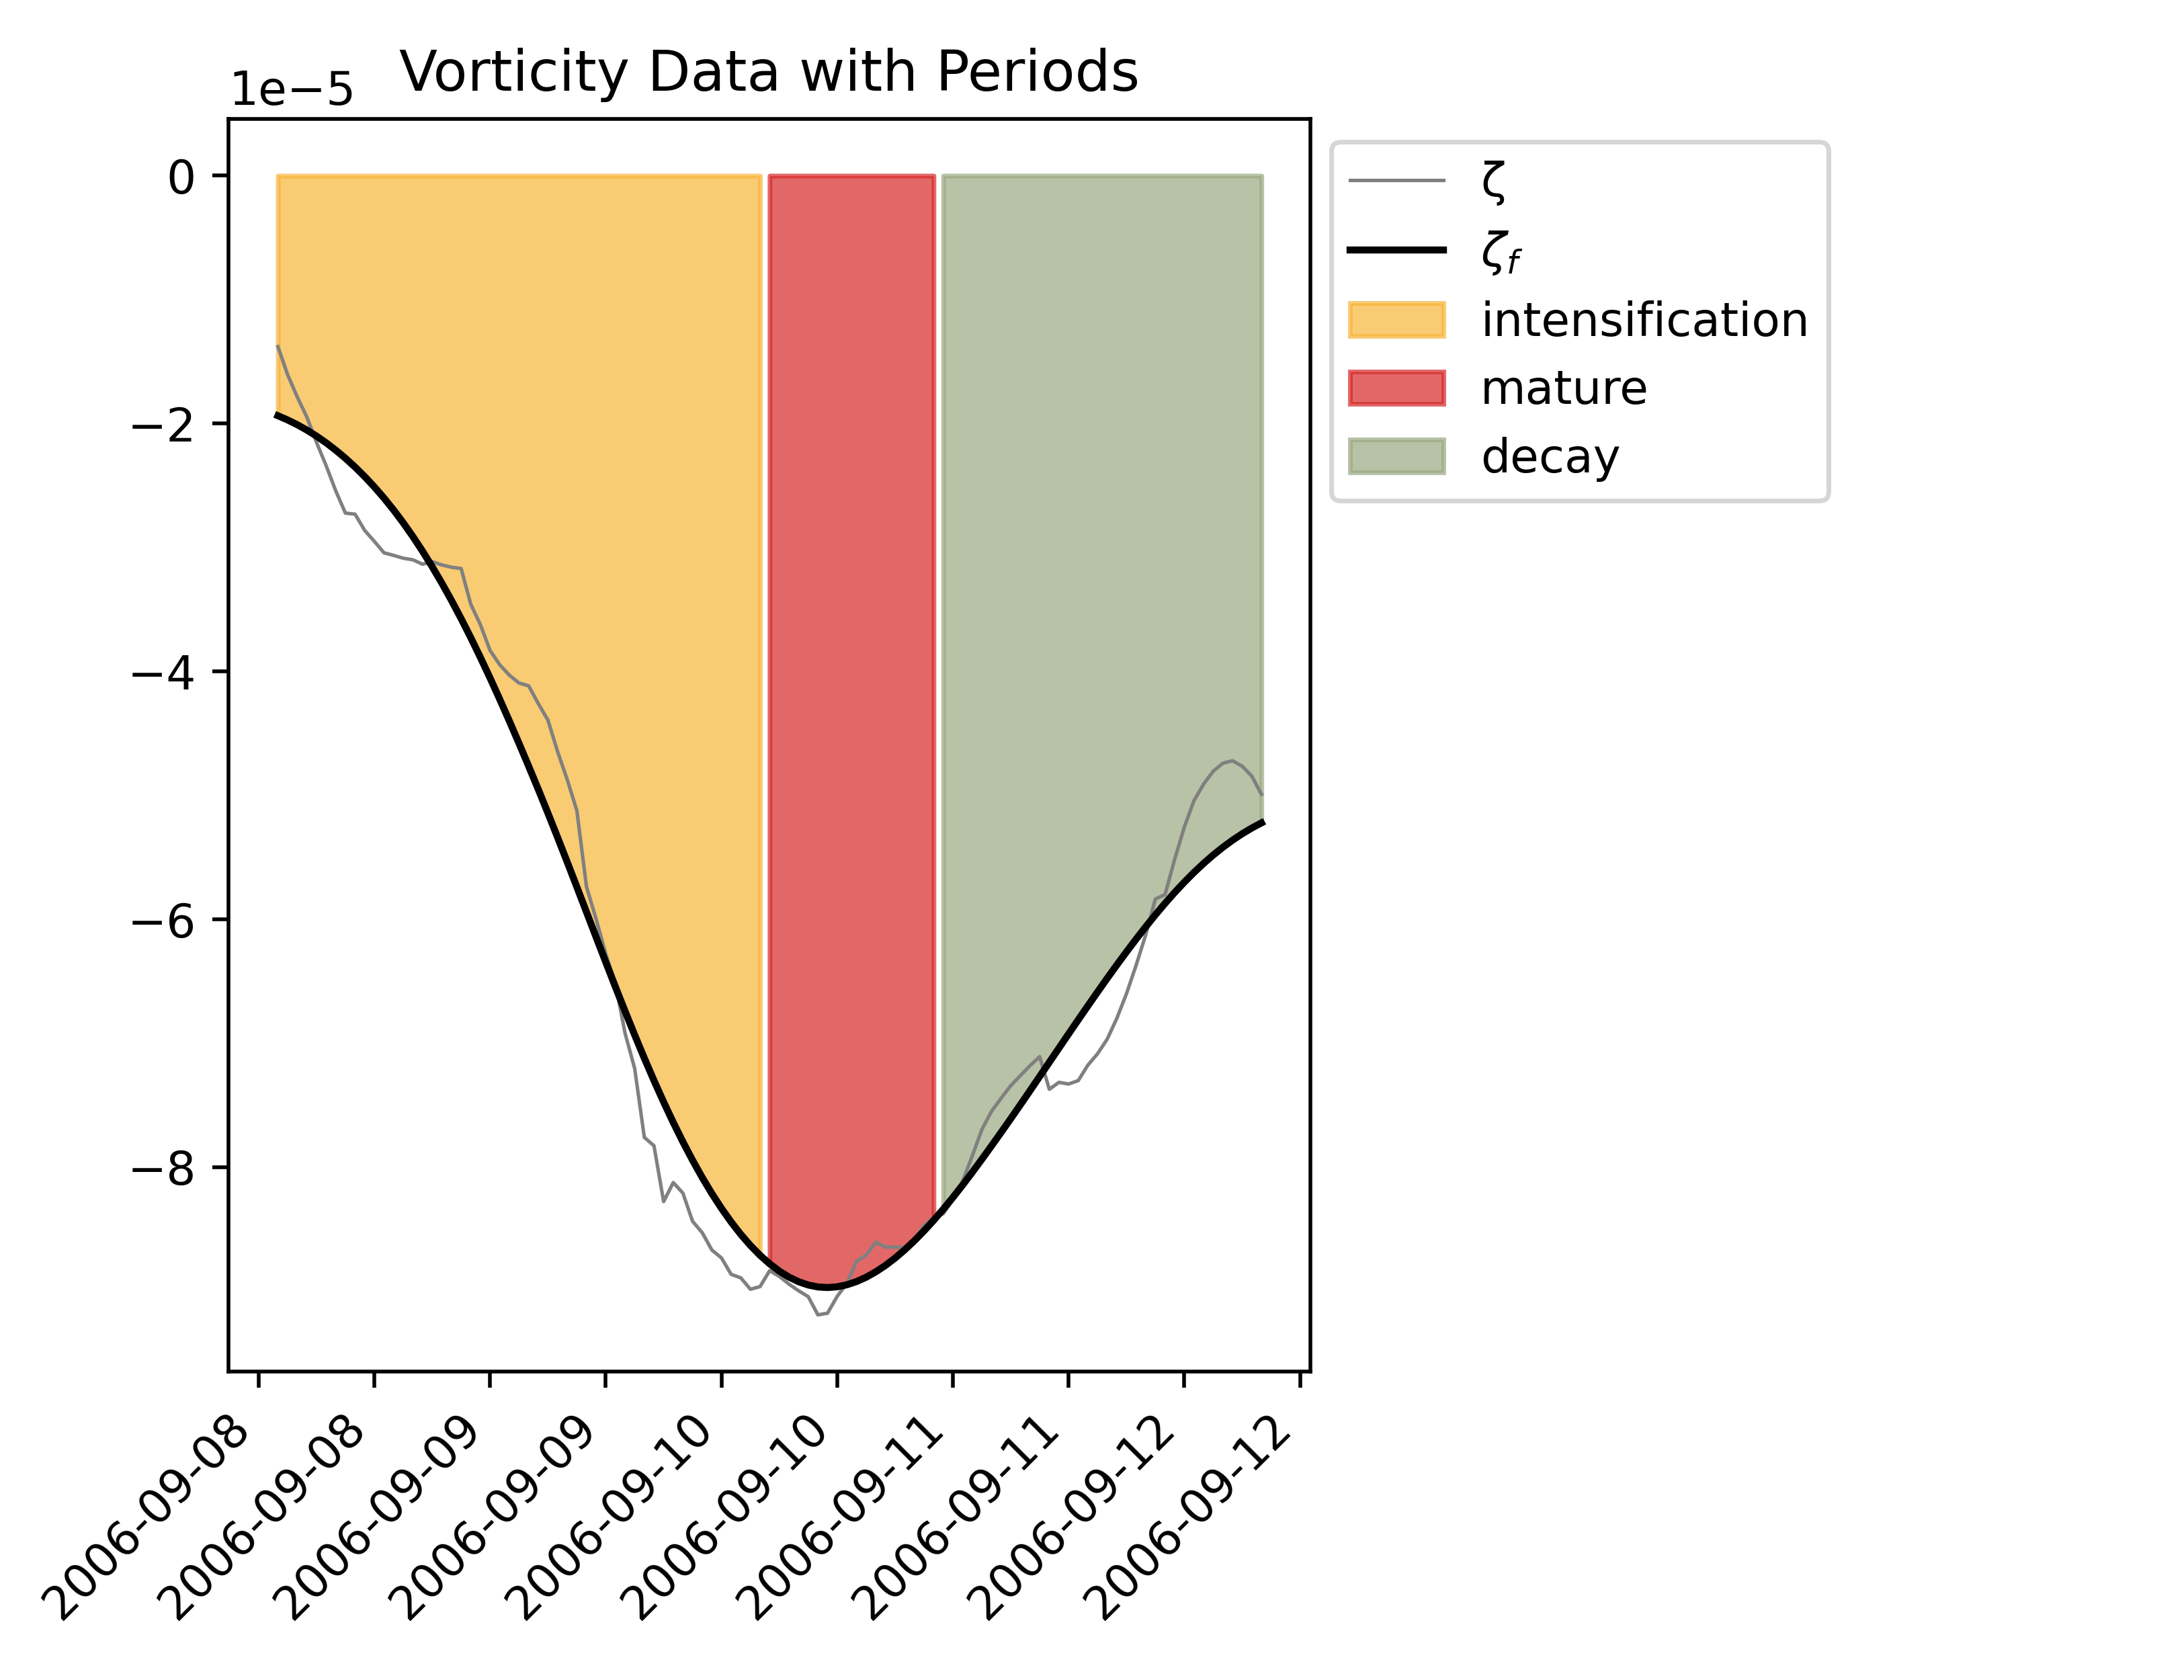 Vorticity Data with Periods
1e−5
0
−2
−4
−6
−8
2006-09-08
2006-09-08
2006-09-09
2006-09-09
2006-09-10
2006-09-10
2006-09-11
2006-09-11
2006-09-12
2006-09-12
ζ
ζf
intensification
mature
decay